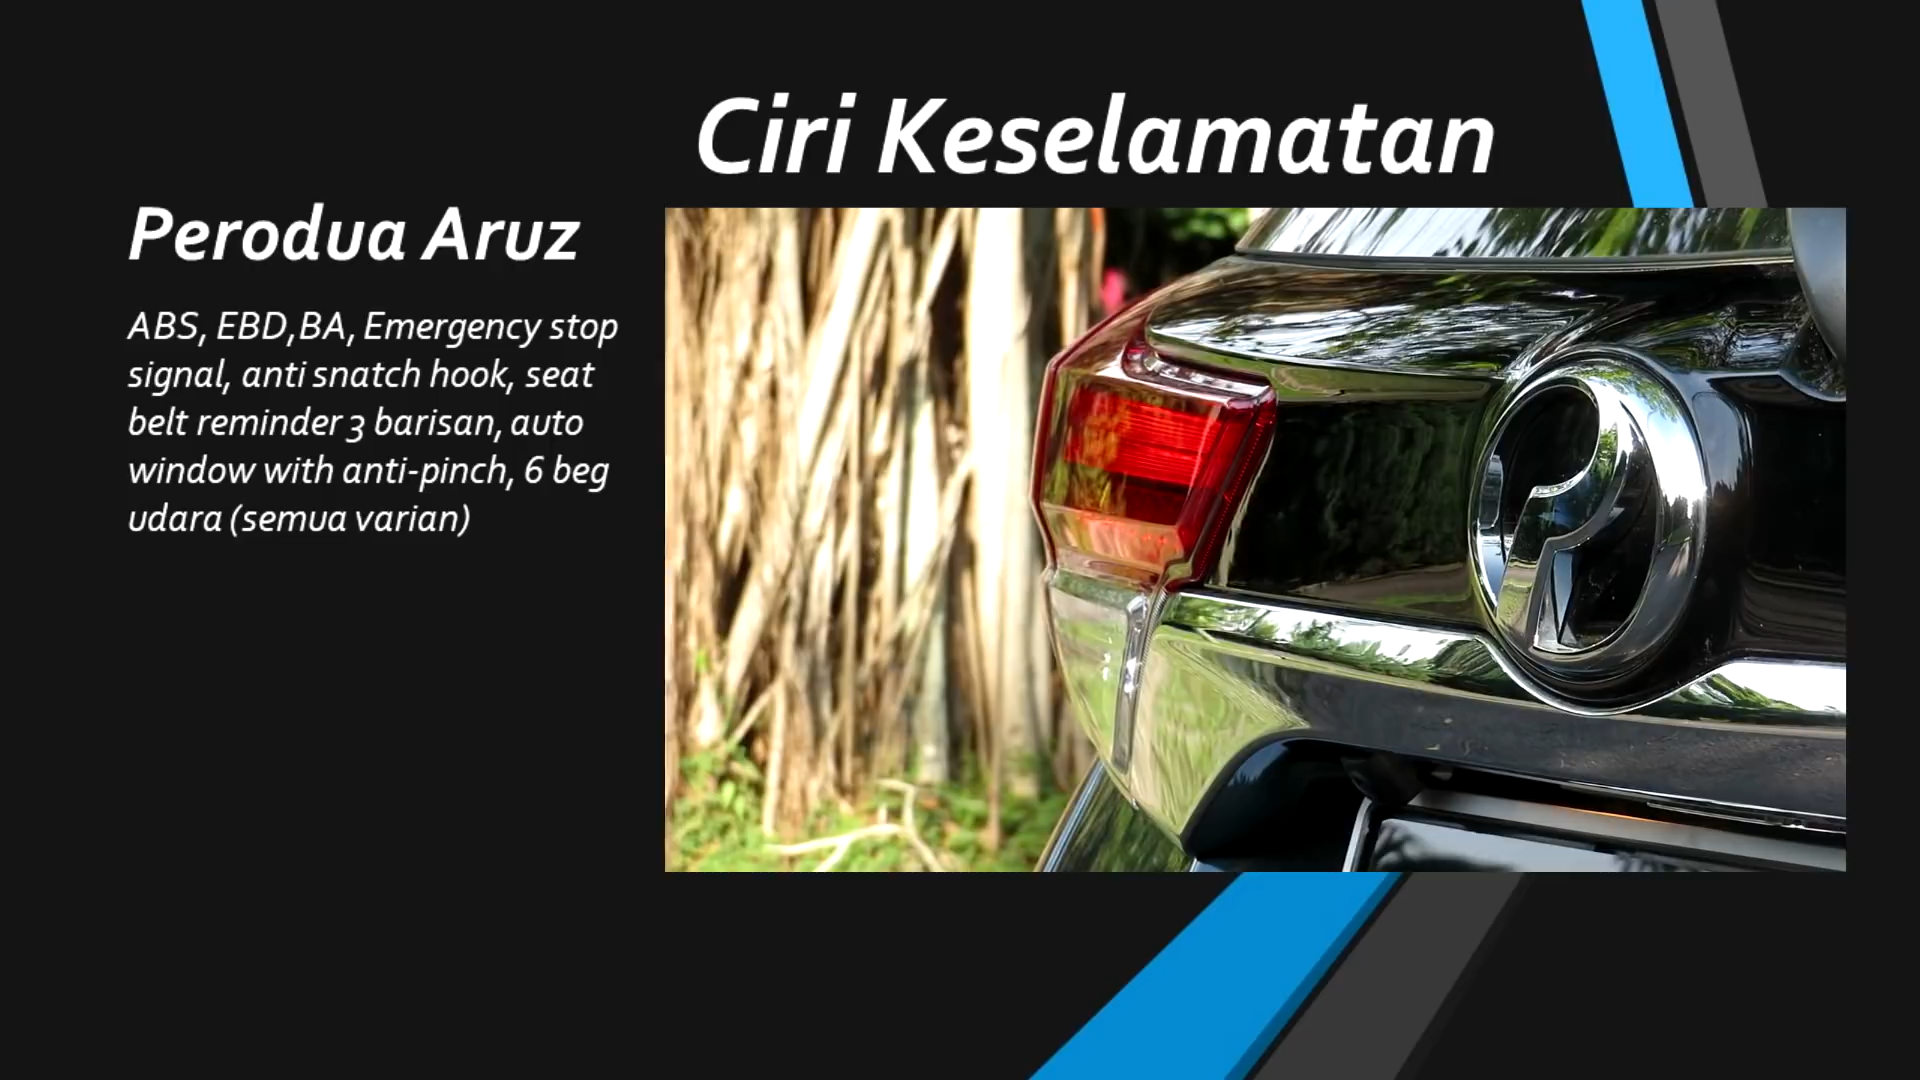 Ciri Keselamatan
Perodua Aruz
ABS, EBD,BA, Emergency stop
signal, anti snatch hook, seat
belt reminder 3 barisan, auto
window with anti-pinch, 6 beg
udara (semua varian)